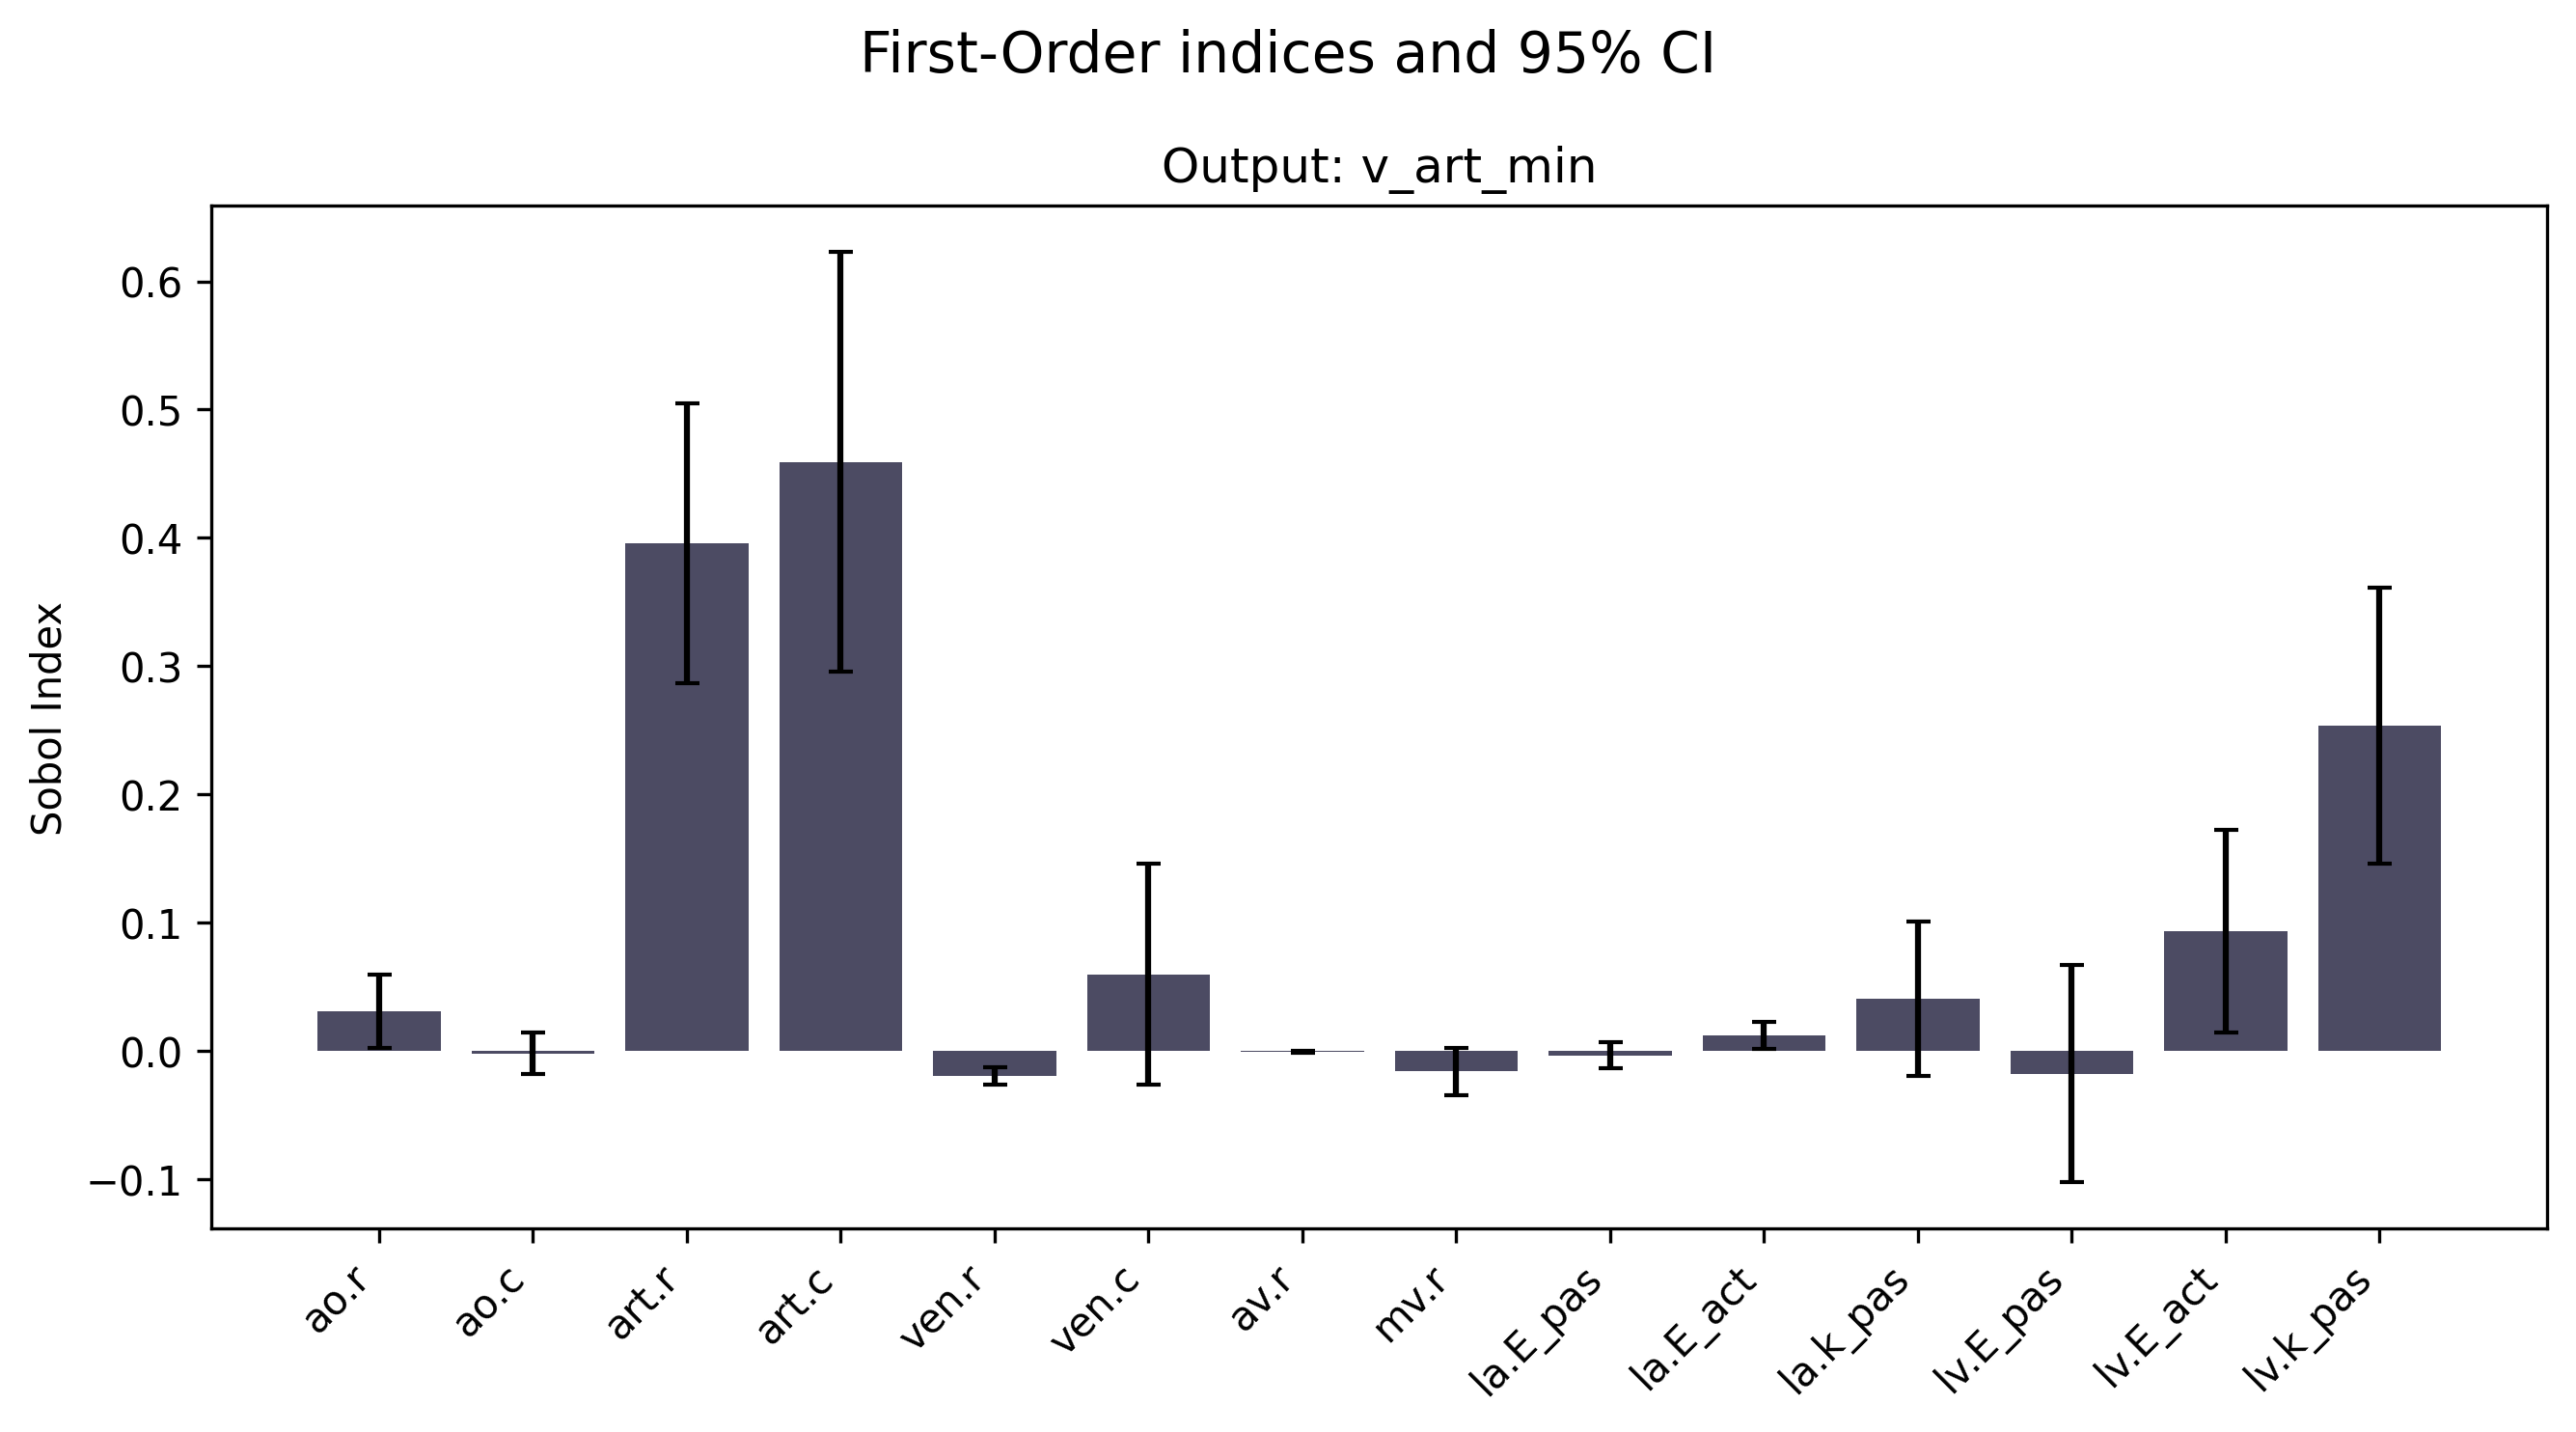 First-Order indices and 95% CI
Output: v_art_min
Sobol Index
0.6
0.5
0.4
0.3
0.2
0.1
0.0
−0.1
ao.r
ao.c
art.r
art.c
ven.r
ven.c
av.r
mv.r
la.E_pas
la.E_act
la.k_pas
lv.E_pas
lv.E_act
lv.k_pas